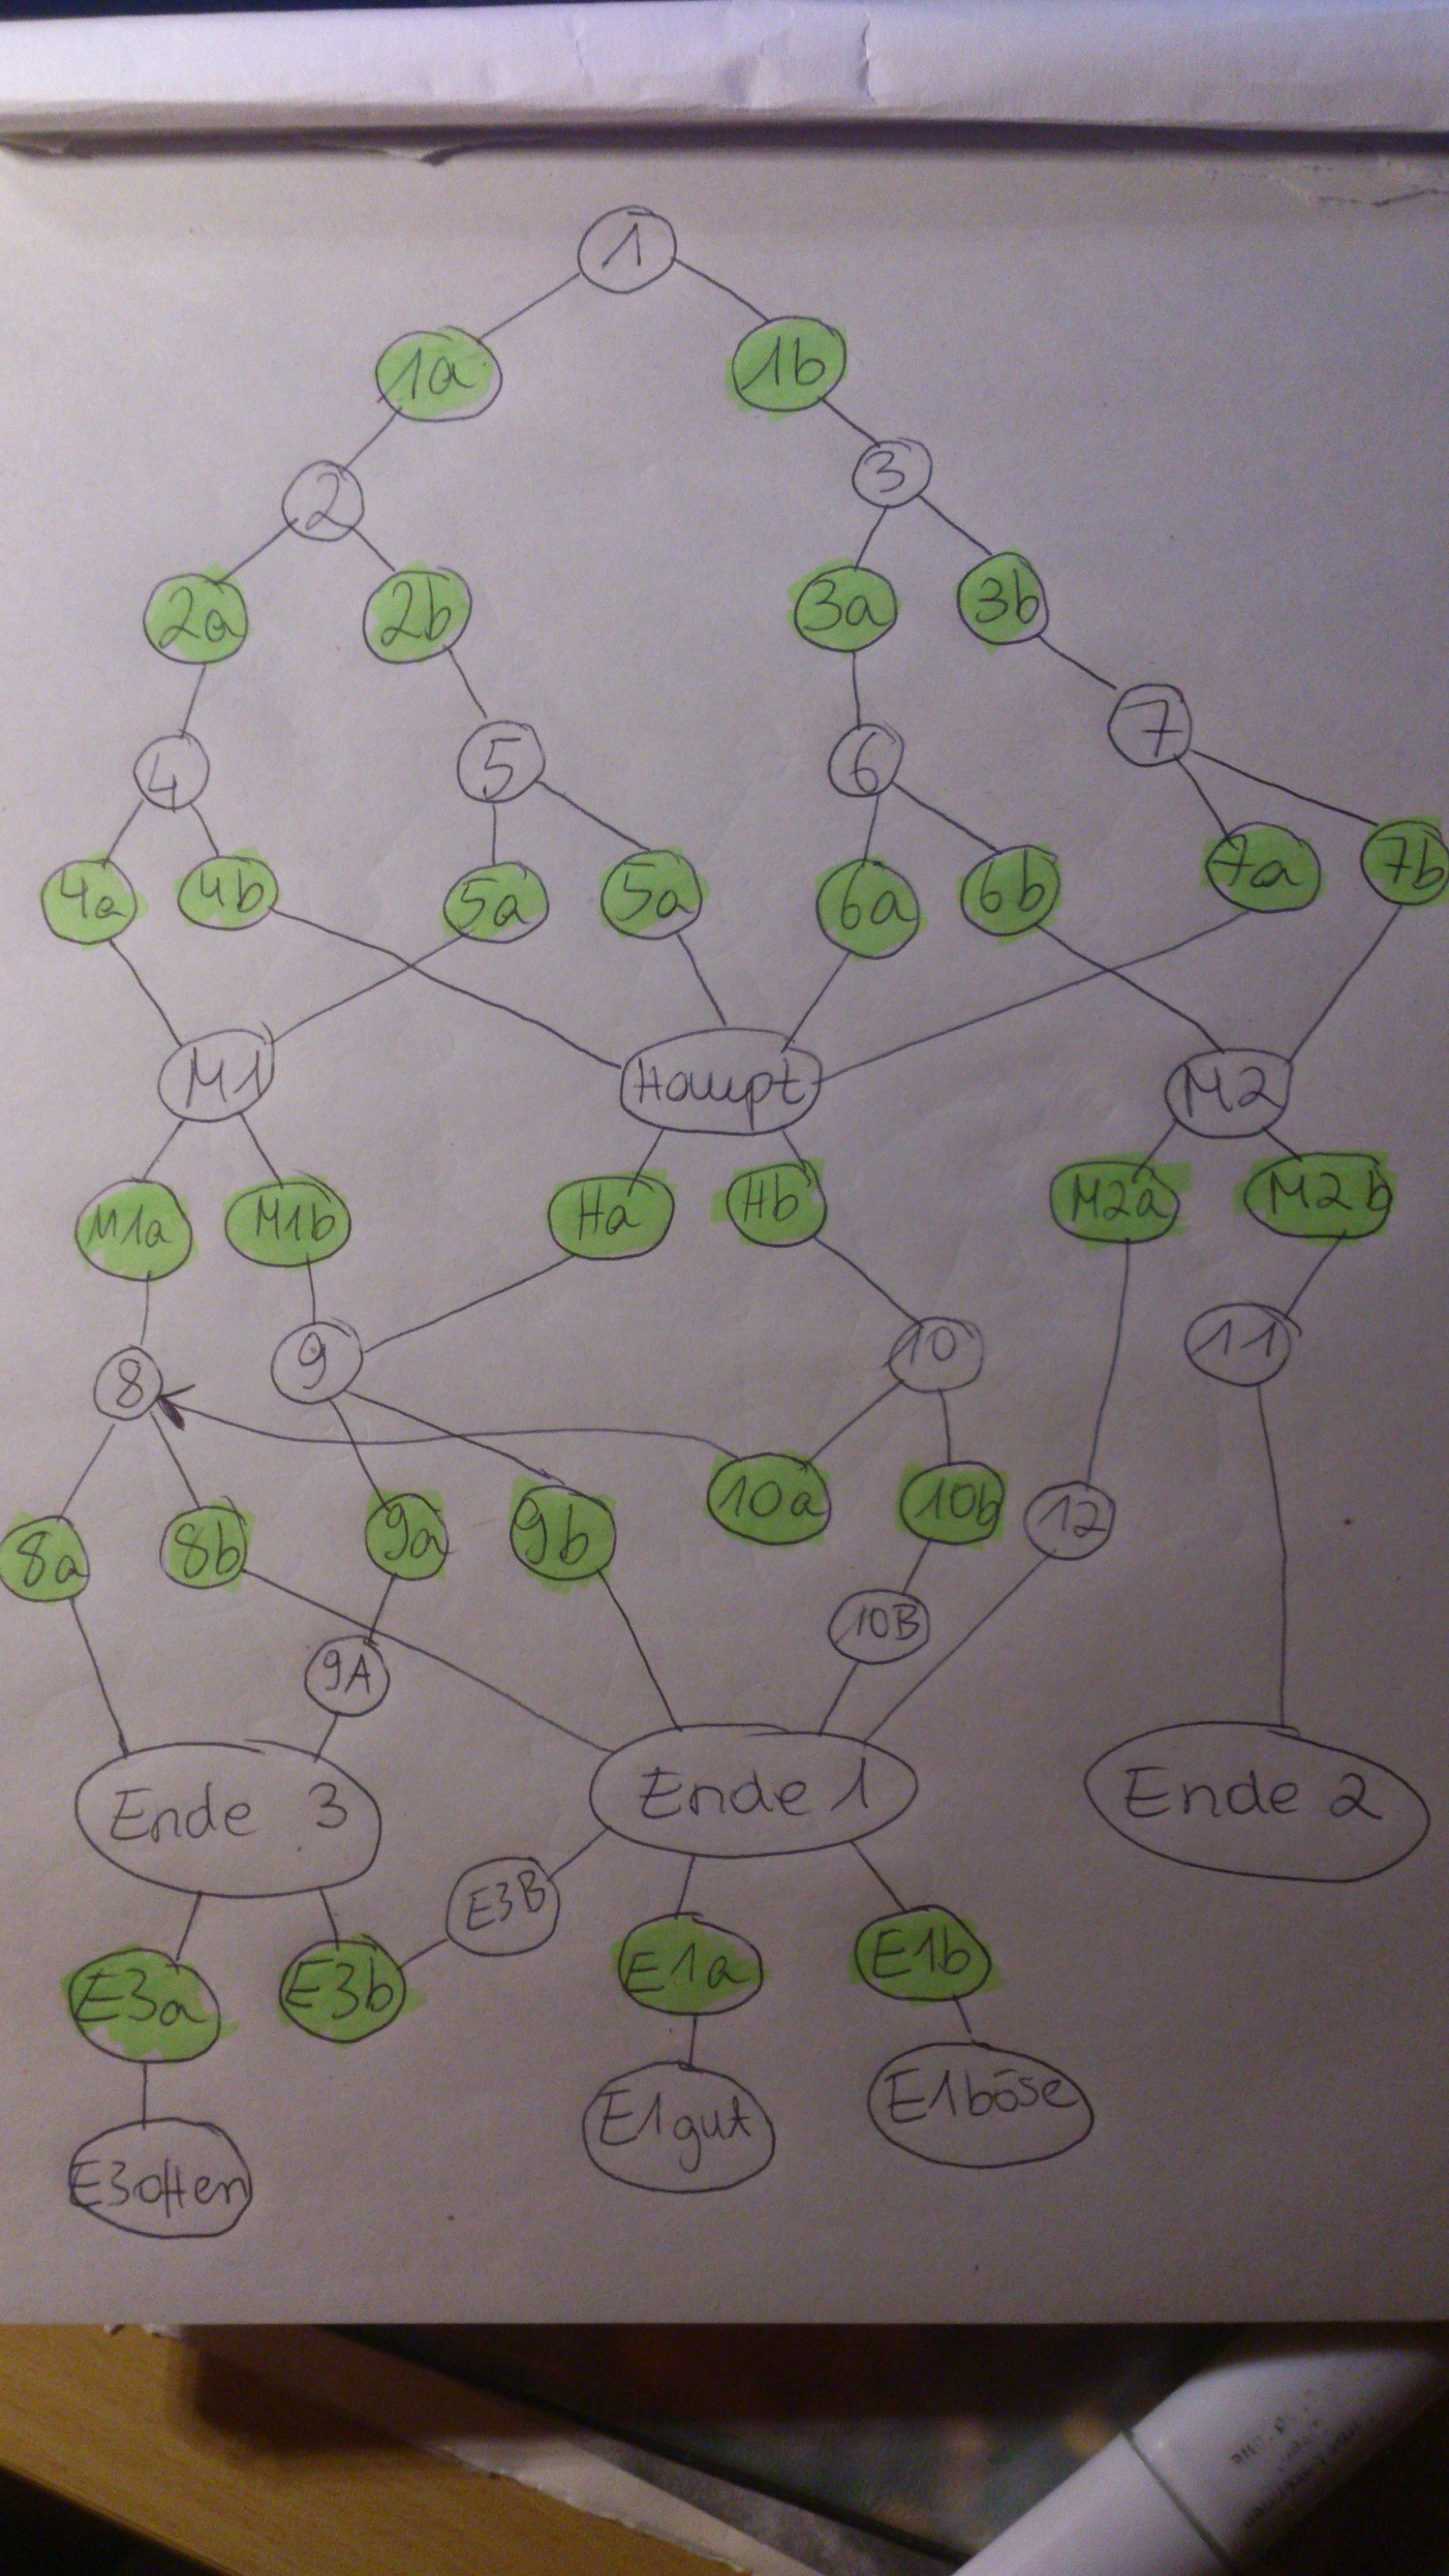 1
1a 1b
2 3
2a 2b 3a 3b
4 5 6 7
4a 4b 5a 5a 6a 6b 7a 7b
M1 Haupt M2
M1a M1b Ha Hb M2a M2b
8 9 10 11
8a 8b 9a 9b 10a 10b 12
9A 10B
Ende 3 Ende 1 Ende 2
E3B
E3a E3b E1a E1b
E3offen E1gut E1böse